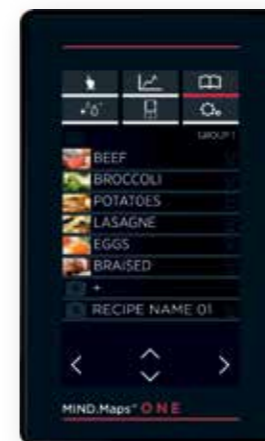 GROUP 1
BEEF
BROCCOLI
POTATOES
LASAGNE
EGGS
BRAISED
+
RECIPE NAME 01
MIND.Maps™ ONE